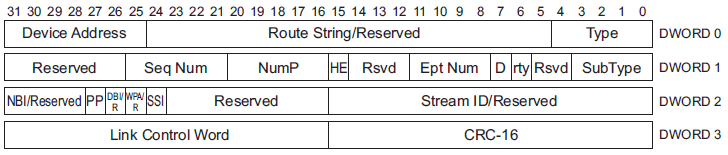 31 30 29 28 27 26 25 24 23 22 21 20 19 18 17 16 15 14 13 12 11 10 9 8 7 6 5 4 3 2 1 0
Device Address Route String/Reserved Type DWORD 0
Reserved Seq Num NumP HE Rsvd Ept Num D rty Rsvd SubType DWORD 1
NBI/Reserved PP DBI/R WPA/R SSI Reserved Stream ID/Reserved DWORD 2
Link Control Word CRC-16 DWORD 3